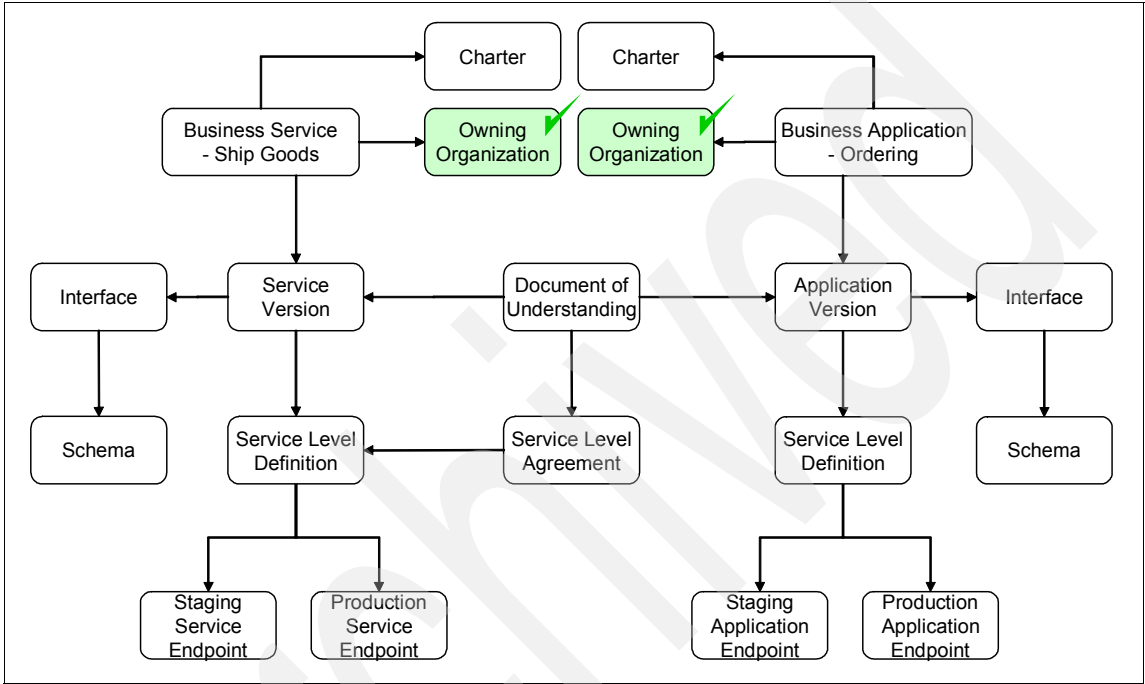 Charter
Charter
Business Service
- Ship Goods
Owning
Organization
Owning
Organization
Business Application
- Ordering
Interface
Service
Version
Document of
Understanding
Application
Version
Interface
Schema
Service Level
Definition
Service Level
Agreement
Service Level
Definition
Schema
Staging
Service
Endpoint
Production
Service
Endpoint
Staging
Application
Endpoint
Production
Application
Endpoint